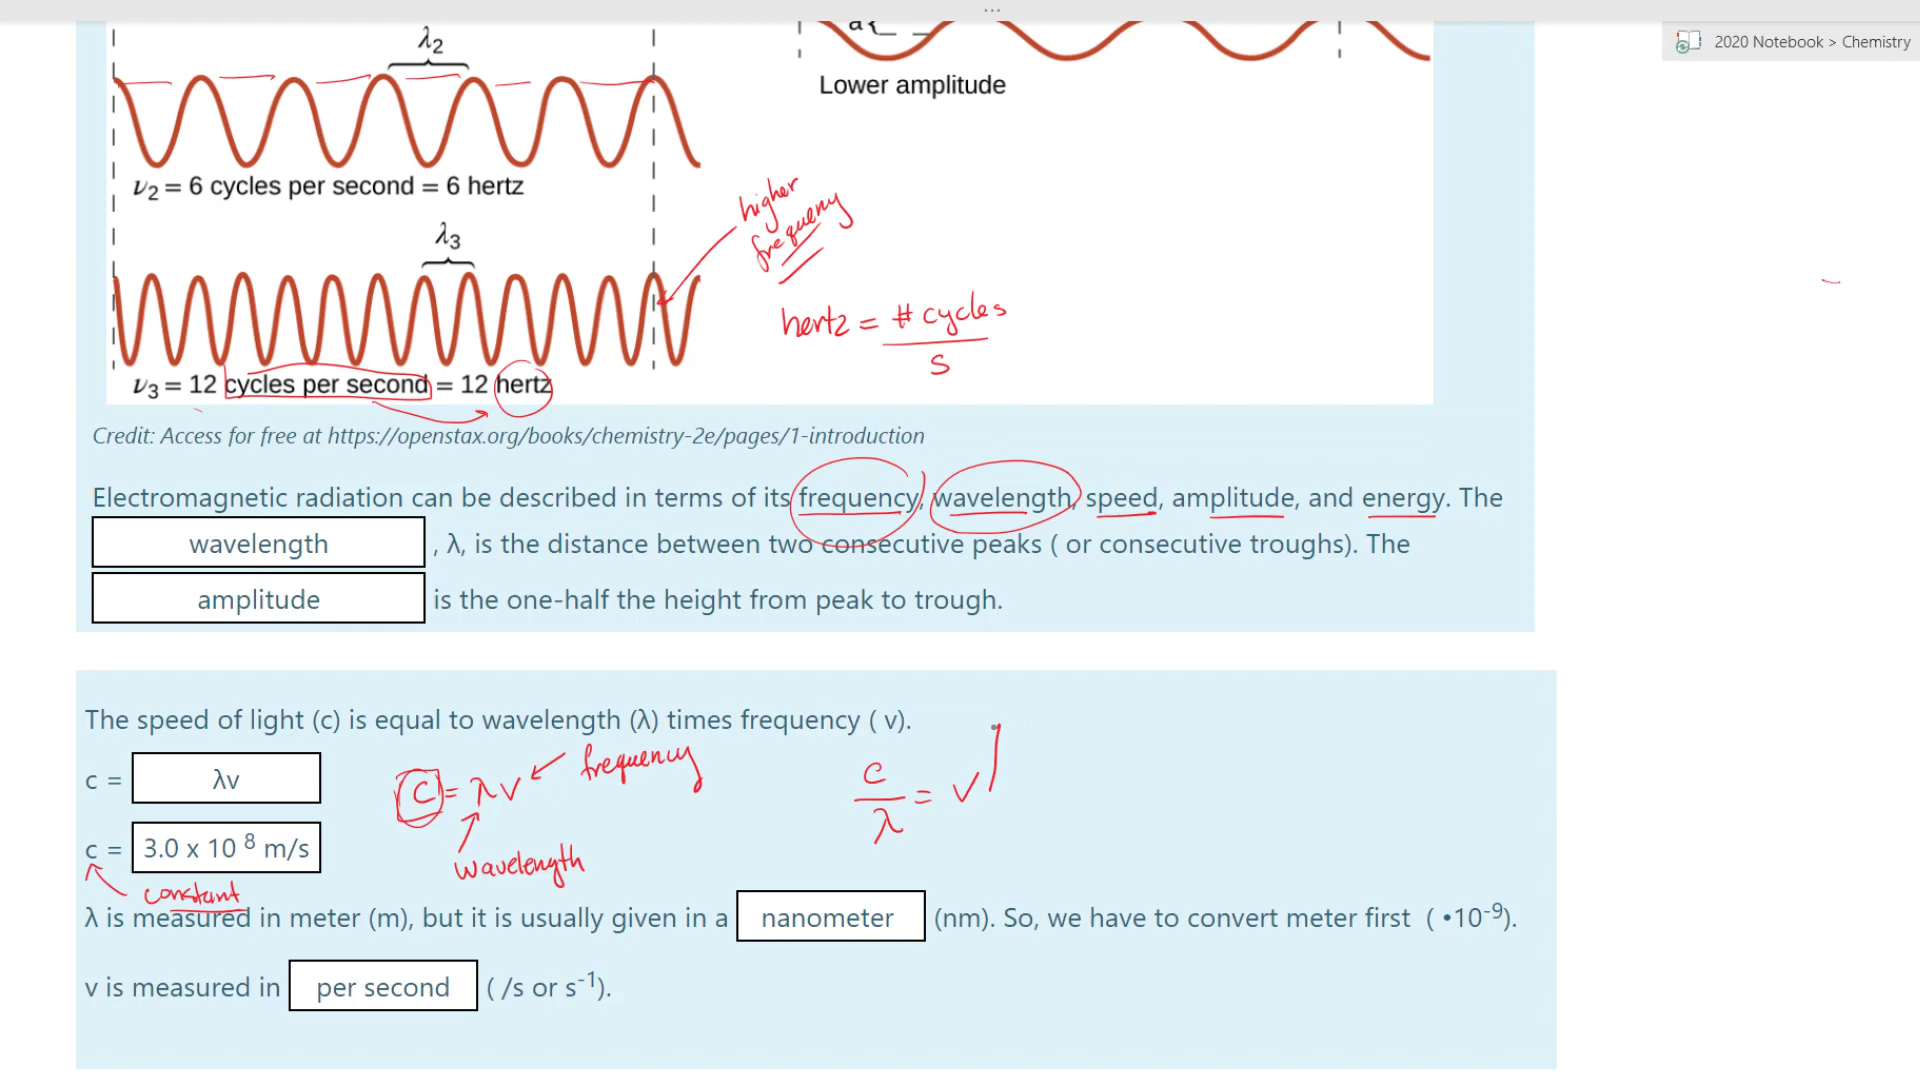 ...
2020 Notebook > Chemistry
λ2
a{
Lower amplitude
ν2 = 6 cycles per second = 6 hertz
higher
frequency
λ3
hertz = # cycles
s
ν3 = 12 cycles per second = 12 hertz
Credit: Access for free at https://openstax.org/books/chemistry-2e/pages/1-introduction
Electromagnetic radiation can be described in terms of its frequency, wavelength, speed, amplitude, and energy. The
wavelength , λ, is the distance between two consecutive peaks ( or consecutive troughs). The
amplitude is the one-half the height from peak to trough.
The speed of light (c) is equal to wavelength (λ) times frequency ( v).
c = λv
c = λ v
frequency
c
λ = v
c = 3.0 x 10 8 m/s
wavelength
constant
λ is measured in meter (m), but it is usually given in a nanometer (nm). So, we have to convert meter first ( •10-9).
v is measured in per second ( /s or s-1).